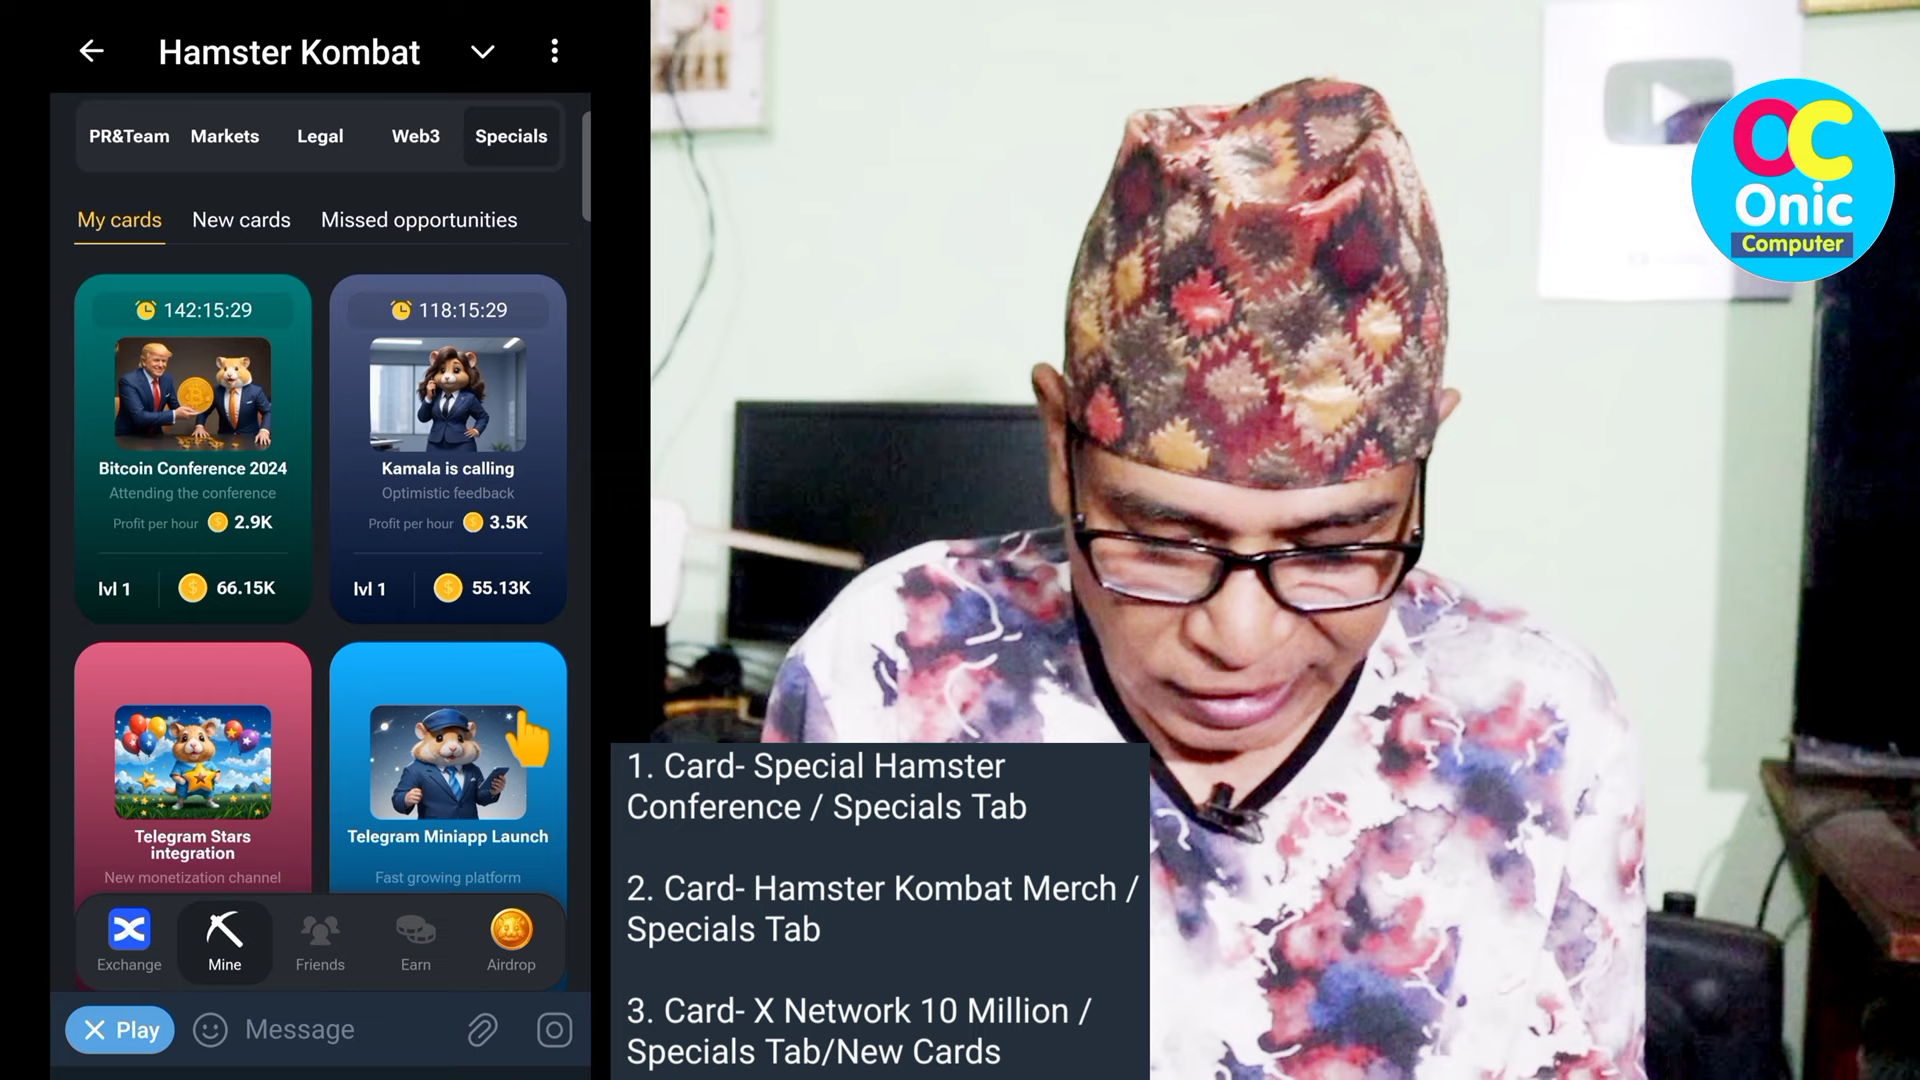 Hamster Kombat
PR&Team Markets Legal Web3 Specials
My cards New cards Missed opportunities
142:15:29
Bitcoin Conference 2024
Attending the conference
Profit per hour 2.9K
lvl 1 66.15K
118:15:29
Kamala is calling
Optimistic feedback
Profit per hour 3.5K
lvl 1 55.13K
Telegram Stars
integration
New monetization channel
Telegram Miniapp Launch
Fast growing platform
Exchange Mine Friends Earn Airdrop
Play Message
1. Card- Special Hamster
Conference / Specials Tab
2. Card- Hamster Kombat Merch /
Specials Tab
3. Card- X Network 10 Million /
Specials Tab/New Cards
OC
Onic
Computer